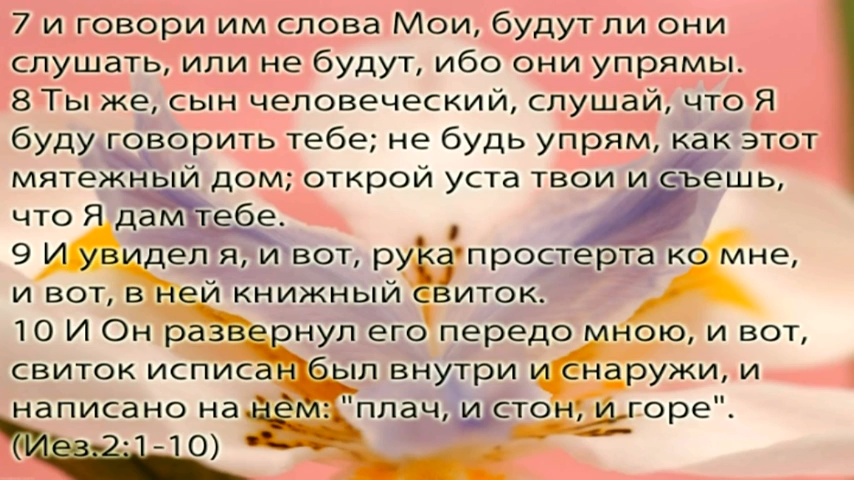 7 и говори им слова Мои, будут ли они
слушать, или не будут, ибо они упрямы.
8 Ты же, сын человеческий, слушай, что Я
буду говорить тебе; не будь упрям, как этот
мятежный дом; открой уста твои и съешь,
что Я дам тебе.
9 И увидел я, и вот, рука простерта ко мне,
и вот, в ней книжный свиток.
10 И Он развернул его передо мною, и вот,
свиток исписан был внутри и снаружи, и
написано на нем: "плач, и стон, и горе".
(Иез.2:1-10)